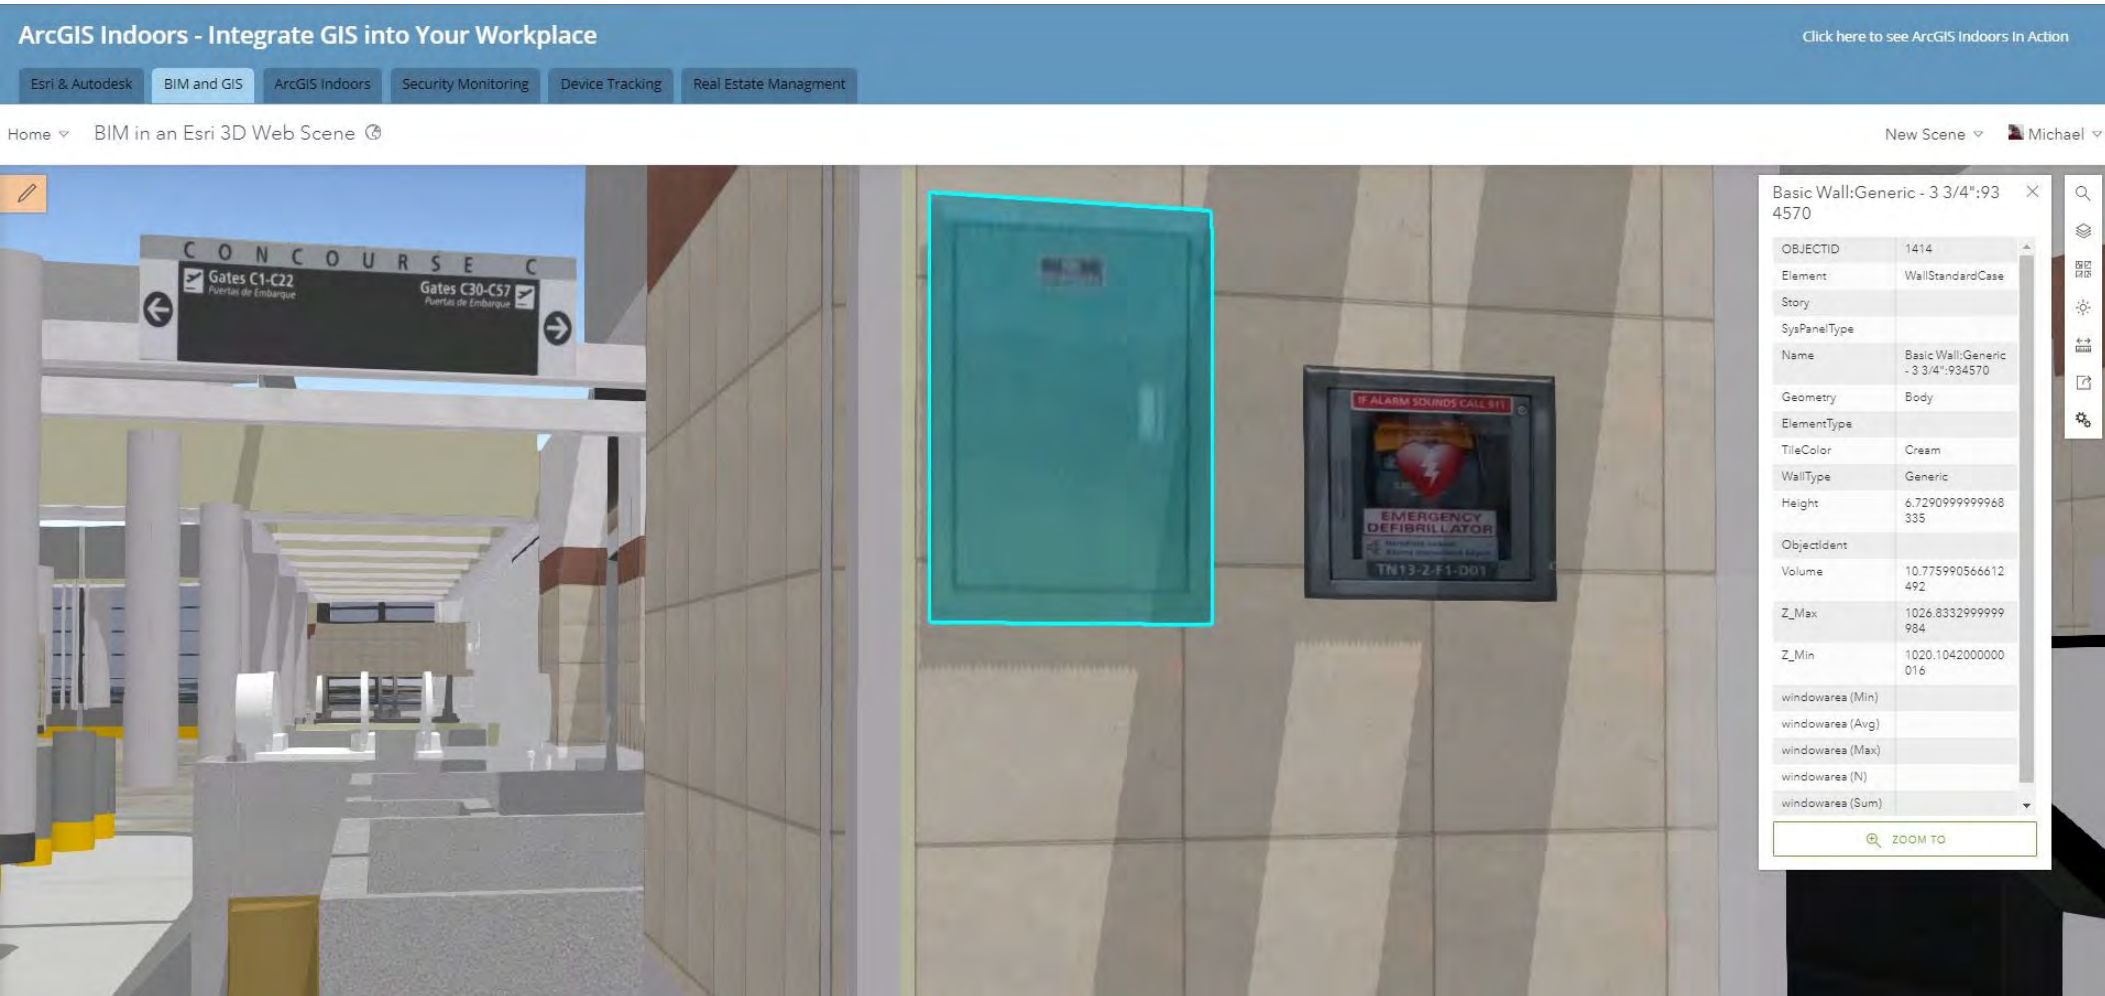 ArcGIS Indoors - Integrate GIS into Your Workplace
Click here to see ArcGIS Indoors In Action
Esri & Autodesk
BIM and GIS
ArcGIS Indoors
Security Monitoring
Device Tracking
Real Estate Managment
Home
BIM in an Esri 3D Web Scene
New Scene
Michael
CONCOURSE C
Gates C1-C22
Puertas de Embarque
Gates C30-C57
Puertas de Embarque
IF ALARM SOUNDS CALL 911
EMERGENCY
DEFIBRILLATOR
TN13-2-F1-D01
Basic Wall:Generic - 3 3/4":93
4570
OBJECTID 1414
Element WallStandardCase
Story
SysPanelType
Name Basic Wall:Generic
- 3 3/4":934570
Geometry Body
ElementType
TileColor Cream
WallType Generic
Height 6.7290999999968
335
ObjectIdent
Volume 10.775990566612
492
Z_Max 1026.8332999999
984
Z_Min 1020.1042000000
016
windowarea (Min)
windowarea (Avg)
windowarea (Max)
windowarea (N)
windowarea (Sum)
ZOOM TO